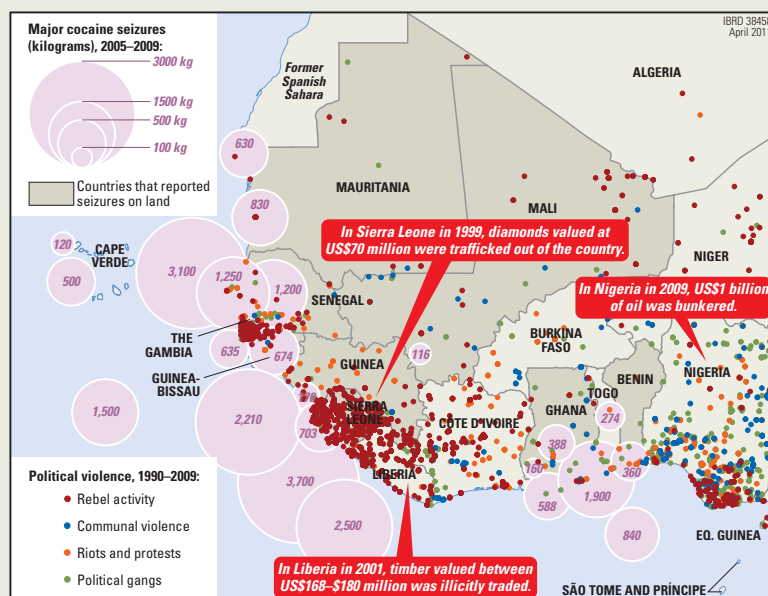 Major cocaine seizures
(kilograms), 2005–2009:
3000 kg
1500 kg
500 kg
100 kg
Countries that reported
seizures on land
IBRD 38450
April 2011
Former
Spanish
Sahara
ALGERIA
630
MAURITANIA
MALI
830
In Sierra Leone in 1999, diamonds valued at
US$70 million were trafficked out of the country.
120
CAPE
VERDE
500
3,100
1,250
1,200
SENEGAL
NIGER
In Nigeria in 2009, US$1 billion
of oil was bunkered.
THE
GAMBIA
635
674
GUINEA-
BISSAU
GUINEA
116
BURKINA
FASO
BENIN
NIGERIA
TOGO
GHANA
1,500
2,210
SIERRA
LEONE
703
CÔTE D'IVOIRE
274
388
LIBERIA
160
360
3,700
1,900
588
2,500
840
EQ. GUINEA
Political violence, 1990–2009:
Rebel activity
Communal violence
Riots and protests
Political gangs
In Liberia in 2001, timber valued between
US$168–$180 million was illicitly traded.
SÃO TOME AND PRÍNCIPE